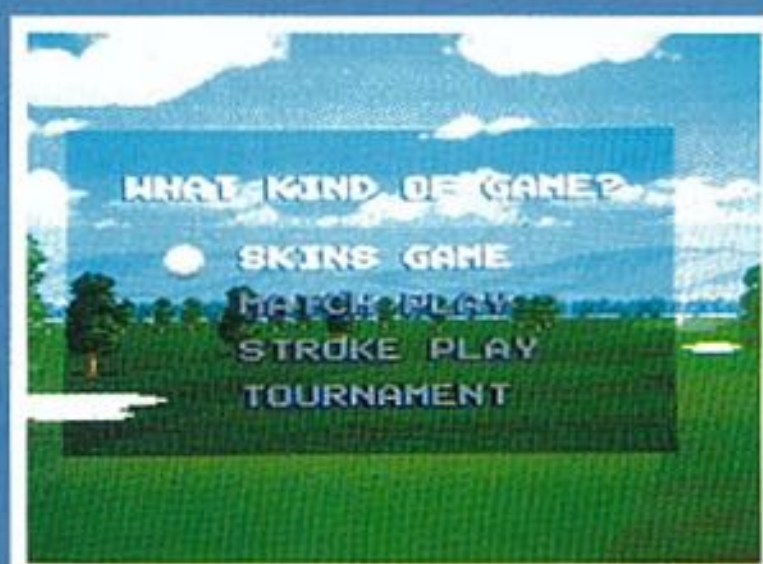 WHAT KIND OF GAME?
SKINS GAME
MATCH PLAY
STROKE PLAY
TOURNAMENT